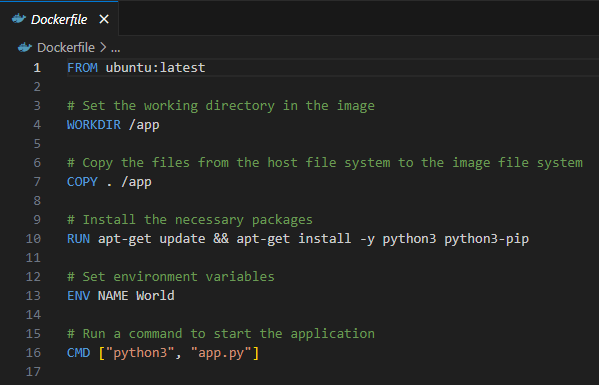 Dockerfile ×
Dockerfile > ...
1 FROM ubuntu:latest
2
3 # Set the working directory in the image
4 WORKDIR /app
5
6 # Copy the files from the host file system to the image file system
7 COPY . /app
8
9 # Install the necessary packages
10 RUN apt-get update && apt-get install -y python3 python3-pip
11
12 # Set environment variables
13 ENV NAME World
14
15 # Run a command to start the application
16 CMD ["python3", "app.py"]
17